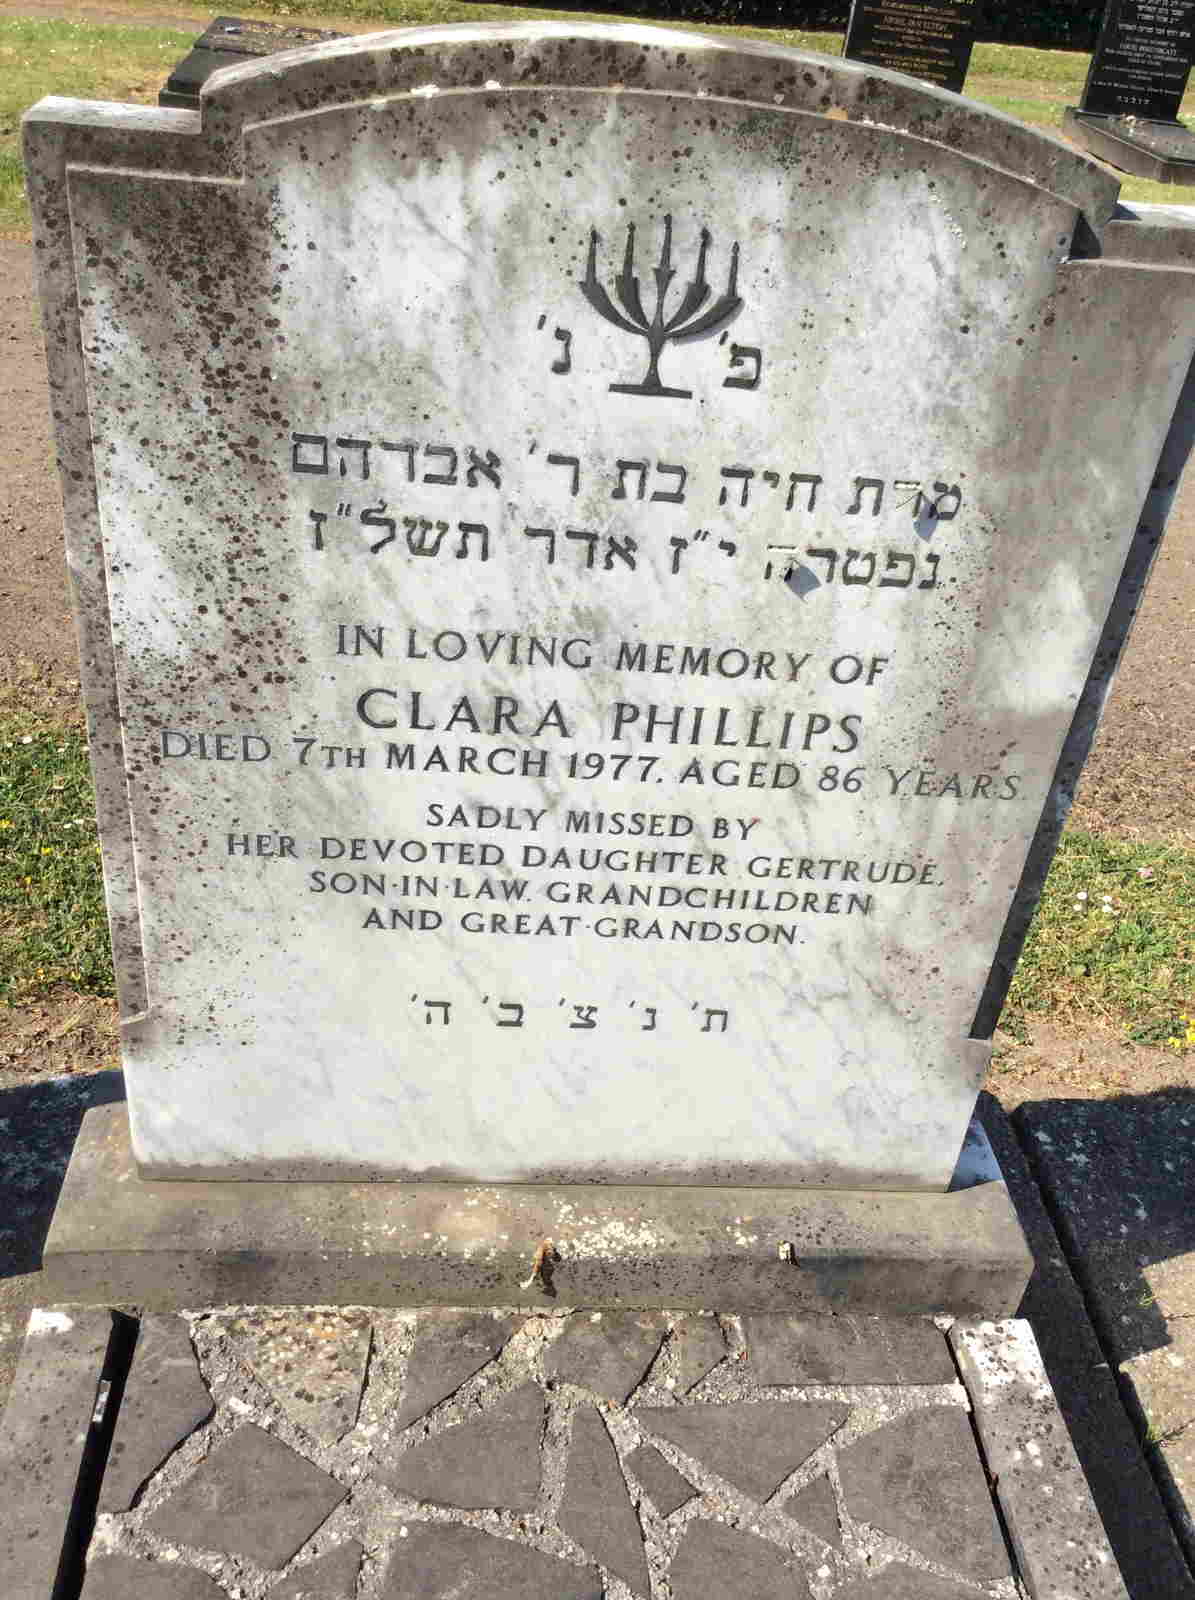 פ' נ'
מרת חיה בת ר' אברהם
נפטרה י"ז אדר תשל"ז
IN LOVING MEMORY OF
CLARA PHILLIPS
DIED 7TH MARCH 1977. AGED 86 YEARS.
SADLY MISSED BY
HER DEVOTED DAUGHTER GERTRUDE,
SON·IN·LAW. GRANDCHILDREN
AND GREAT·GRANDSON.
ת' נ' צ' ב' ה'